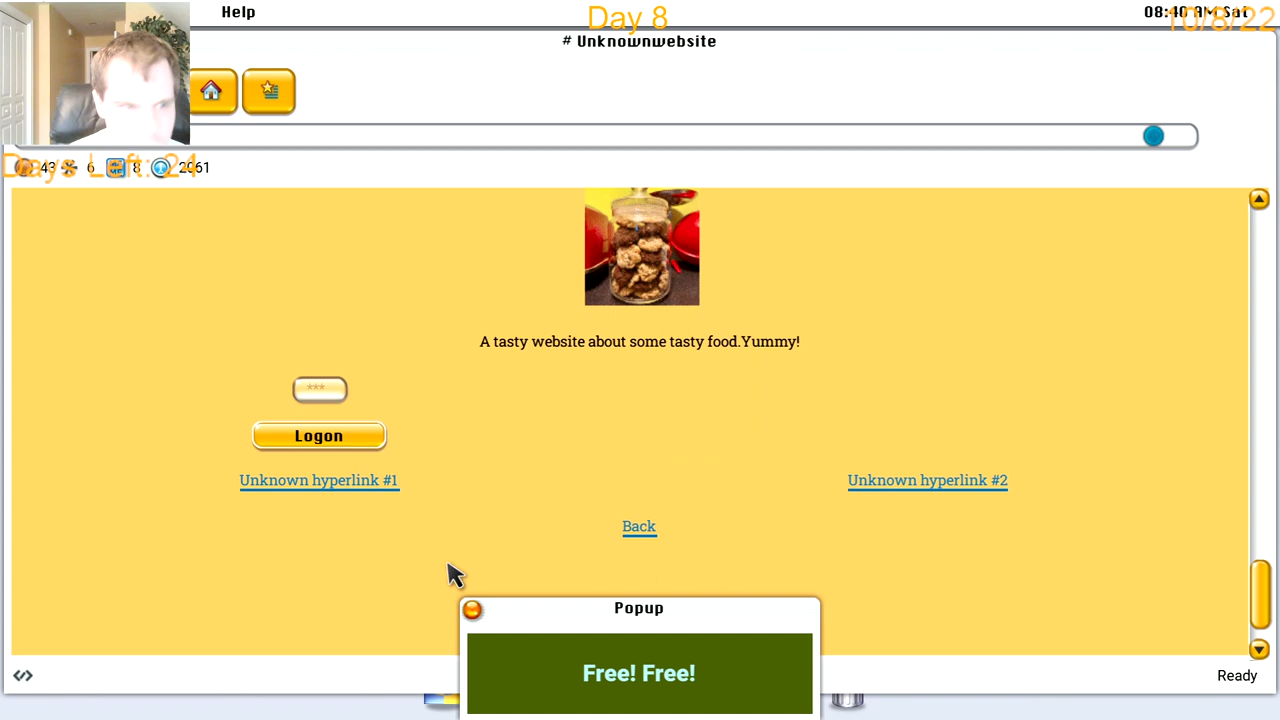 Help
Day 8
08:40 AM Sat
10/8/22
# Unknownwebsite
Days Left: 24
43 6 8 2961
A tasty website about some tasty food.Yummy!
***
Logon
Unknown hyperlink #1
Unknown hyperlink #2
Back
Popup
Free! Free!
Ready